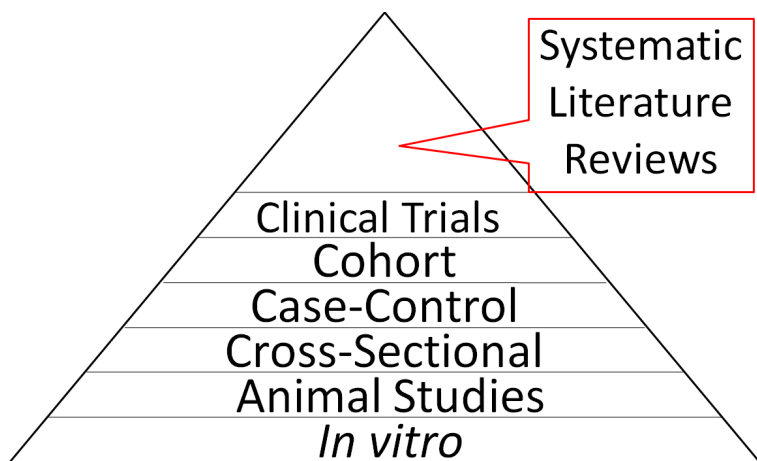 Systematic
Literature
Reviews
Clinical Trials
Cohort
Case-Control
Cross-Sectional
Animal Studies
In vitro